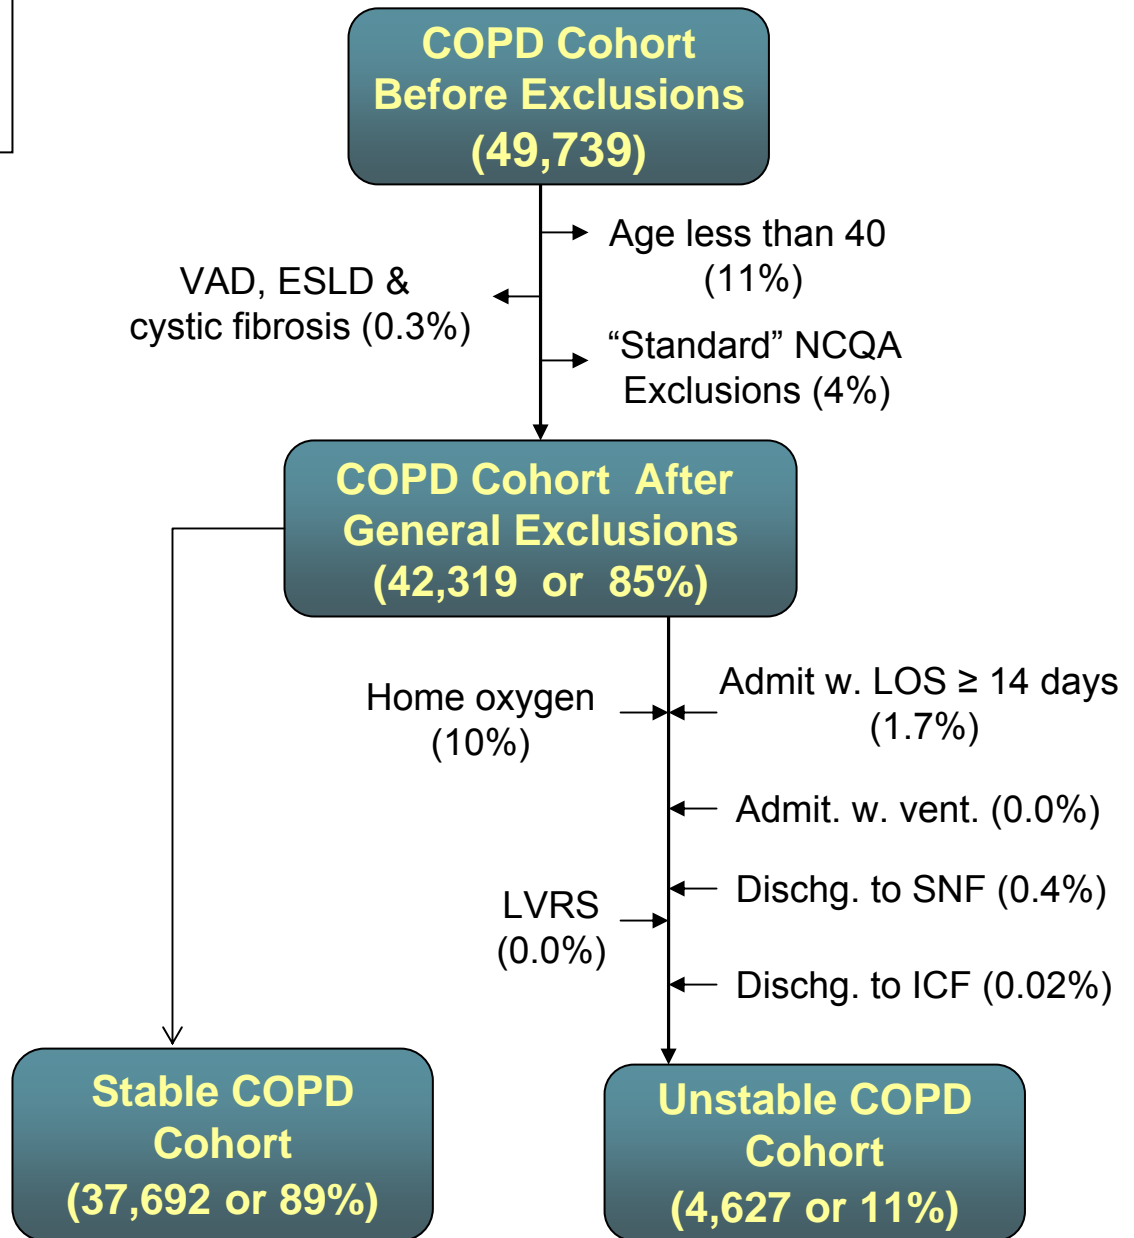 COPD Cohort
Before Exclusions
(49,739)
Age less than 40
(11%)
VAD, ESLD &
cystic fibrosis (0.3%)
“Standard” NCQA
Exclusions (4%)
COPD Cohort After
General Exclusions
(42,319 or 85%)
Home oxygen
(10%)
Admit w. LOS ≥ 14 days
(1.7%)
Admit. w. vent. (0.0%)
Dischg. to SNF (0.4%)
LVRS
(0.0%)
Dischg. to ICF (0.02%)
Stable COPD
Cohort
(37,692 or 89%)
Unstable COPD
Cohort
(4,627 or 11%)